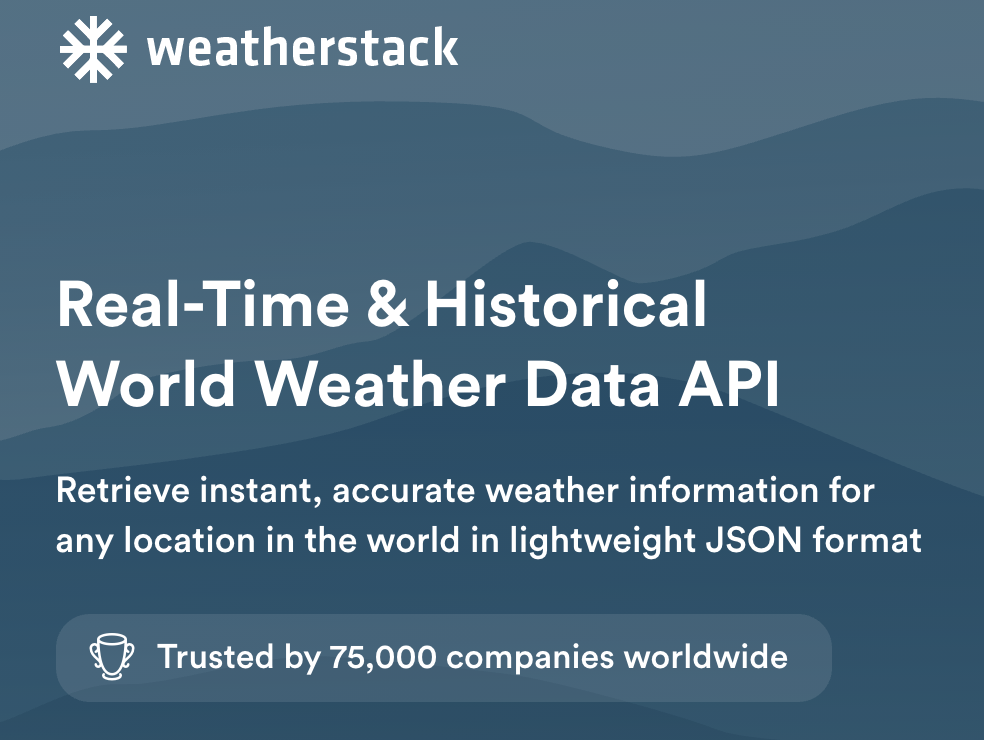 weatherstack
Real-Time & Historical
World Weather Data API
Retrieve instant, accurate weather information for
any location in the world in lightweight JSON format
Trusted by 75,000 companies worldwide